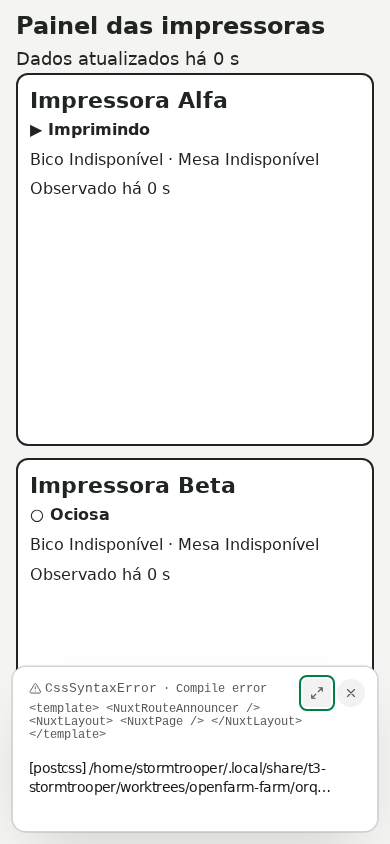 Painel das impressoras
Dados atualizados há 0 s
Impressora Alfa
▶ Imprimindo
Bico Indisponível · Mesa Indisponível
Observado há 0 s
Impressora Beta
○ Ociosa
Bico Indisponível · Mesa Indisponível
Observado há 0 s
⚠ CssSyntaxError · Compile error
<template> <NuxtRouteAnnouncer />
<NuxtLayout> <NuxtPage /> </NuxtLayout>
</template>
[postcss] /home/stormtrooper/.local/share/t3-
stormtrooper/worktrees/openfarm-farm/orq…